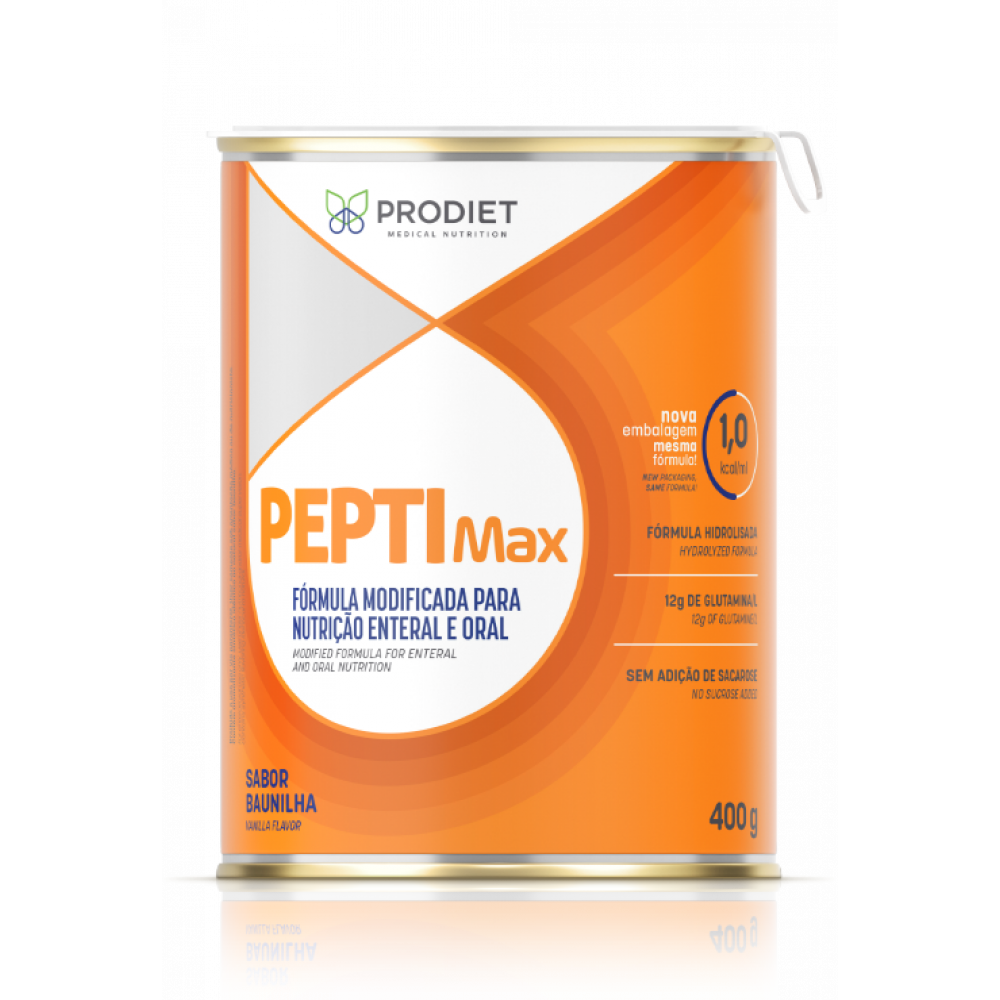 PRODIET
MEDICAL NUTRITION
nova
embalagem
mesma
fórmula!
NEW PACKAGING,
SAME FORMULA!
1,0
kcal/ml
PEPTI Max
FÓRMULA MODIFICADA PARA
NUTRIÇÃO ENTERAL E ORAL
MODIFIED FORMULA FOR ENTERAL
AND ORAL NUTRITION
FÓRMULA HIDROLISADA
HYDROLYZED FORMULA
12g DE GLUTAMINA/L
12g OF GLUTAMINE/L
SEM ADIÇÃO DE SACAROSE
NO SUCROSE ADDED
SABOR
BAUNILHA
VANILLA FLAVOR
400 g